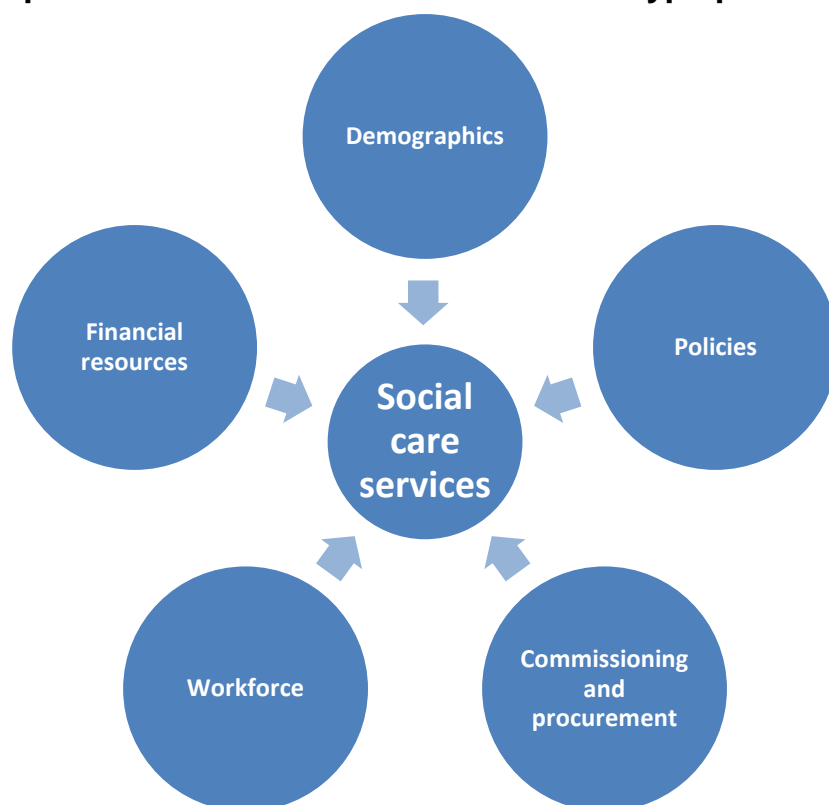 Demographics
Financial
resources
Policies
Social
care
services
Workforce
Commissioning
and
procurement